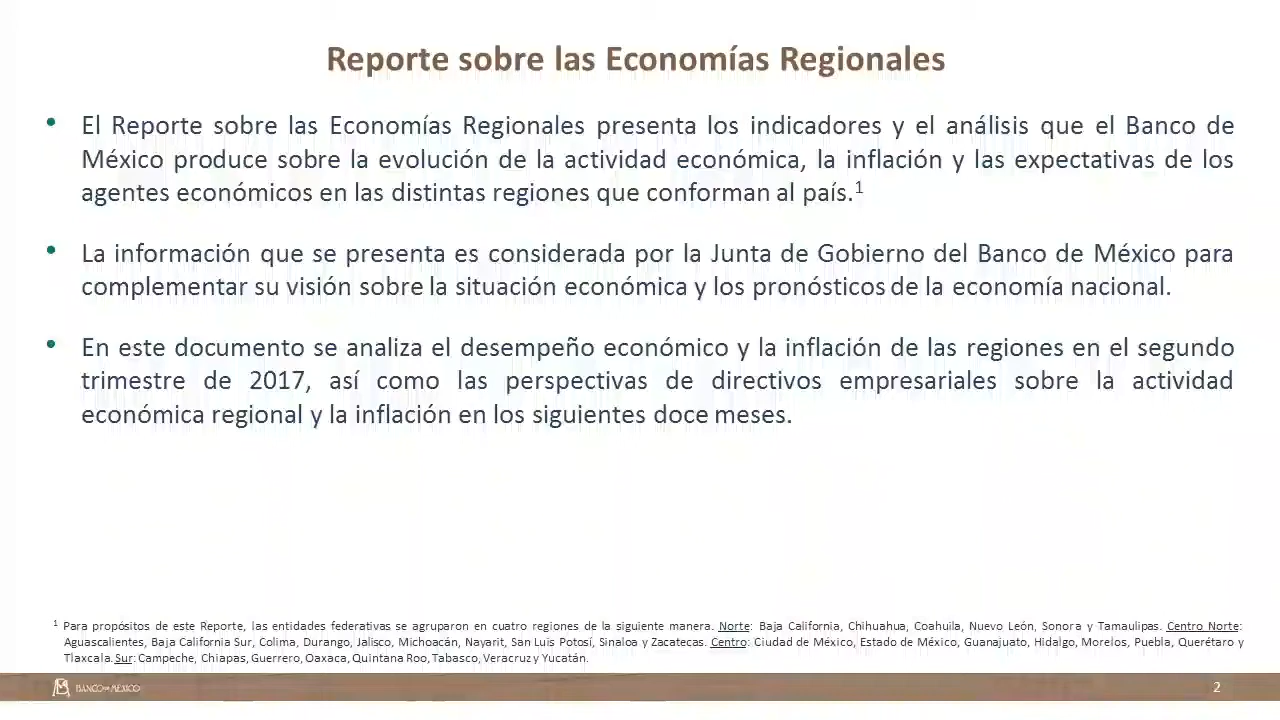 Reporte sobre las Economías Regionales
• El Reporte sobre las Economías Regionales presenta los indicadores y el análisis que el Banco de
México produce sobre la evolución de la actividad económica, la inflación y las expectativas de los
agentes económicos en las distintas regiones que conforman al país.1
• La información que se presenta es considerada por la Junta de Gobierno del Banco de México para
complementar su visión sobre la situación económica y los pronósticos de la economía nacional.
• En este documento se analiza el desempeño económico y la inflación de las regiones en el segundo
trimestre de 2017, así como las perspectivas de directivos empresariales sobre la actividad
económica regional y la inflación en los siguientes doce meses.
1 Para propósitos de este Reporte, las entidades federativas se agruparon en cuatro regiones de la siguiente manera. Norte: Baja California, Chihuahua, Coahuila, Nuevo León, Sonora y Tamaulipas. Centro Norte:
Aguascalientes, Baja California Sur, Colima, Durango, Jalisco, Michoacán, Nayarit, San Luis Potosí, Sinaloa y Zacatecas. Centro: Ciudad de México, Estado de México, Guanajuato, Hidalgo, Morelos, Puebla, Querétaro y
Tlaxcala. Sur: Campeche, Chiapas, Guerrero, Oaxaca, Quintana Roo, Tabasco, Veracruz y Yucatán.
BANCO DE MÉXICO
2